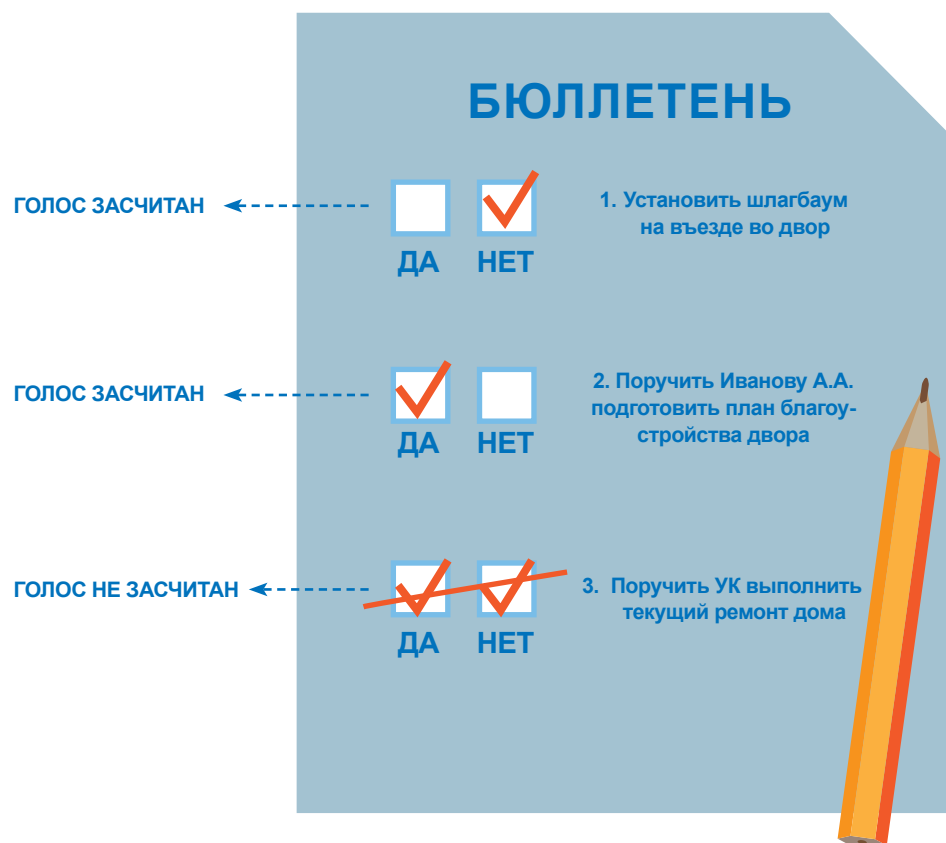 БЮЛЛЕТЕНЬ
ГОЛОС ЗАСЧИТАН
ДА НЕТ
1. Установить шлагбаум
на въезде во двор
ГОЛОС ЗАСЧИТАН
ДА НЕТ
2. Поручить Иванову А.А.
подготовить план благоу-
стройства двора
ГОЛОС НЕ ЗАСЧИТАН
ДА НЕТ
3. Поручить УК выполнить
текущий ремонт дома